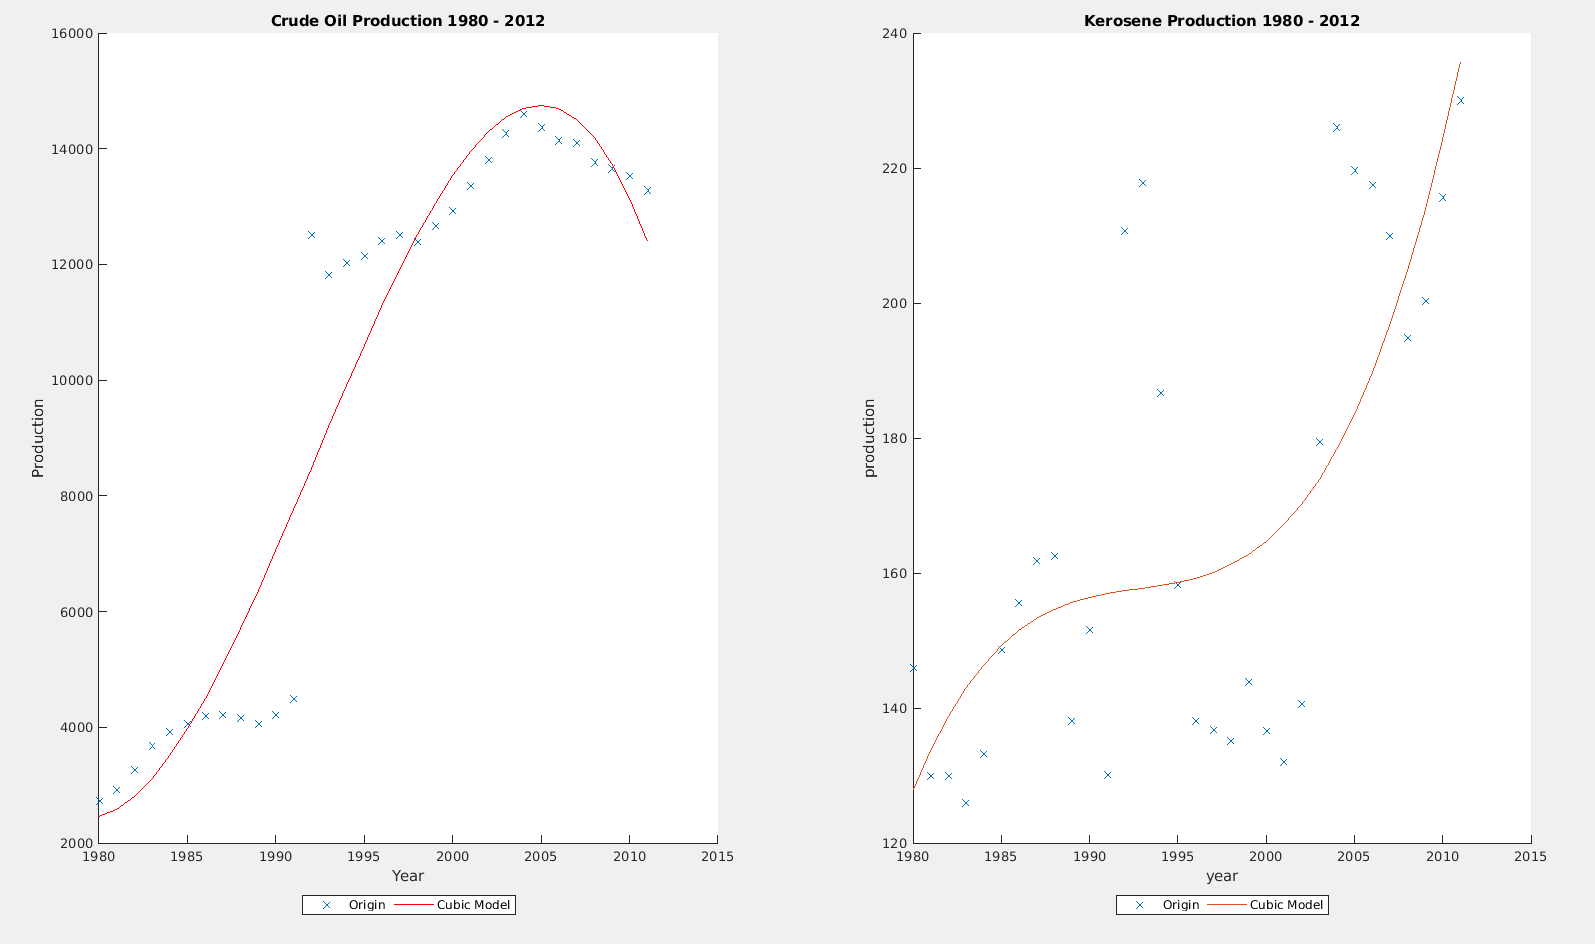 Crude Oil Production 1980 - 2012
16000
14000
12000
10000
8000
6000
4000
2000
Production
1980 1985 1990 1995 2000 2005 2010 2015
Year
Origin Cubic Model
Kerosene Production 1980 - 2012
240
220
200
180
160
140
120
production
1980 1985 1990 1995 2000 2005 2010 2015
year
Origin Cubic Model